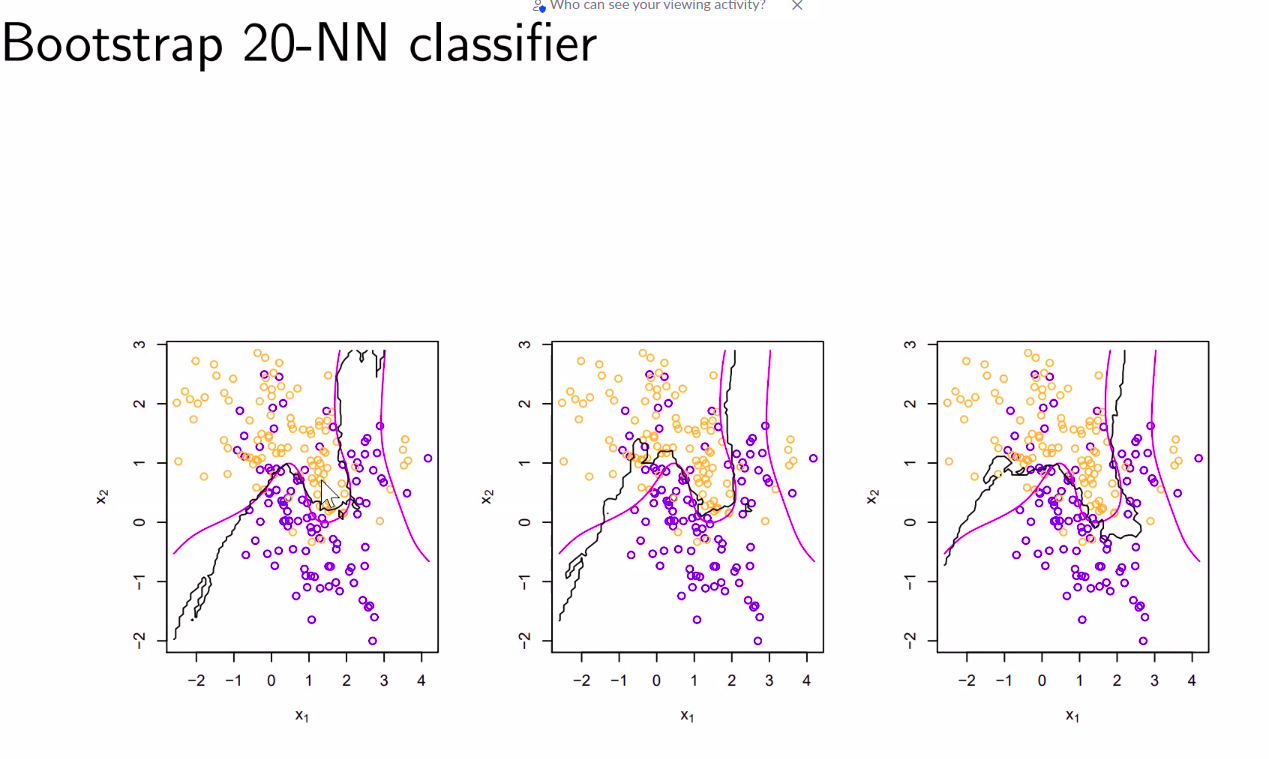 Who can see your viewing activity?
Bootstrap 20-NN classifier
3
2
1
0
−1
−2
x2
−2 −1 0 1 2 3 4
x1
3
2
1
0
−1
−2
x2
−2 −1 0 1 2 3 4
x1
3
2
1
0
−1
−2
x2
−2 −1 0 1 2 3 4
x1